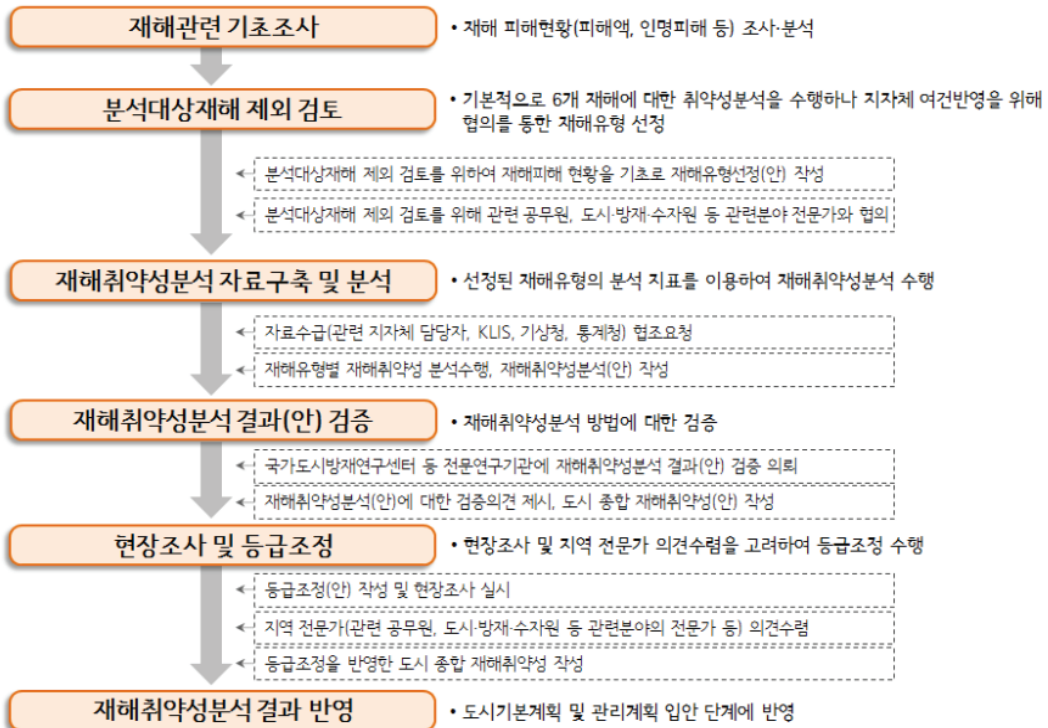 재해관련 기초조사
• 재해 피해현황(피해액, 인명피해 등) 조사·분석
분석대상재해 제외 검토
• 기본적으로 6개 재해에 대한 취약성분석을 수행하나 지자체 여건반영을 위해
협의를 통한 재해유형 선정
분석대상재해 제외 검토를 위하여 재해피해 현황을 기초로 재해유형선정(안) 작성
분석대상재해 제외 검토를 위해 관련 공무원, 도시·방재·수자원 등 관련분야 전문가와 협의
재해취약성분석 자료구축 및 분석
• 선정된 재해유형의 분석 지표를 이용하여 재해취약성분석 수행
자료수급(관련 지자체 담당자, KLIS, 기상청, 통계청) 협조요청
재해유형별 재해취약성 분석수행, 재해취약성분석(안) 작성
재해취약성분석 결과(안) 검증
• 재해취약성분석 방법에 대한 검증
국가도시방재연구센터 등 전문연구기관에 재해취약성분석 결과(안) 검증 의뢰
재해취약성분석(안)에 대한 검증의견 제시, 도시 종합 재해취약성(안) 작성
현장조사 및 등급조정
• 현장조사 및 지역 전문가 의견수렴을 고려하여 등급조정 수행
등급조정(안) 작성 및 현장조사 실시
지역 전문가(관련 공무원, 도시·방재·수자원 등 관련분야의 전문가 등) 의견수렴
등급조정을 반영한 도시 종합 재해취약성 작성
재해취약성분석 결과 반영
• 도시기본계획 및 관리계획 입안 단계에 반영